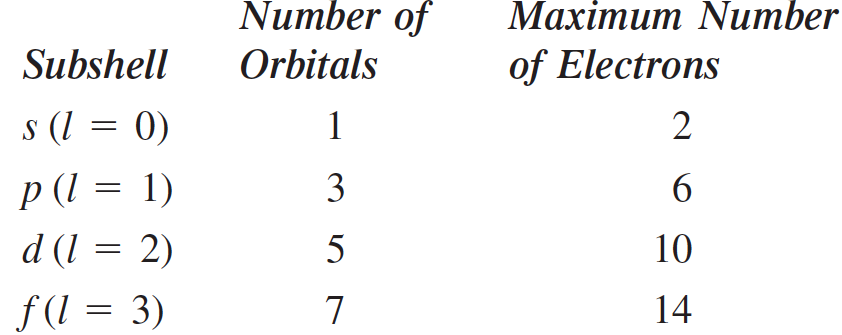 Number of Maximum Number
Subshell Orbitals of Electrons
s (l = 0) 1 2
p (l = 1) 3 6
d (l = 2) 5 10
f (l = 3) 7 14